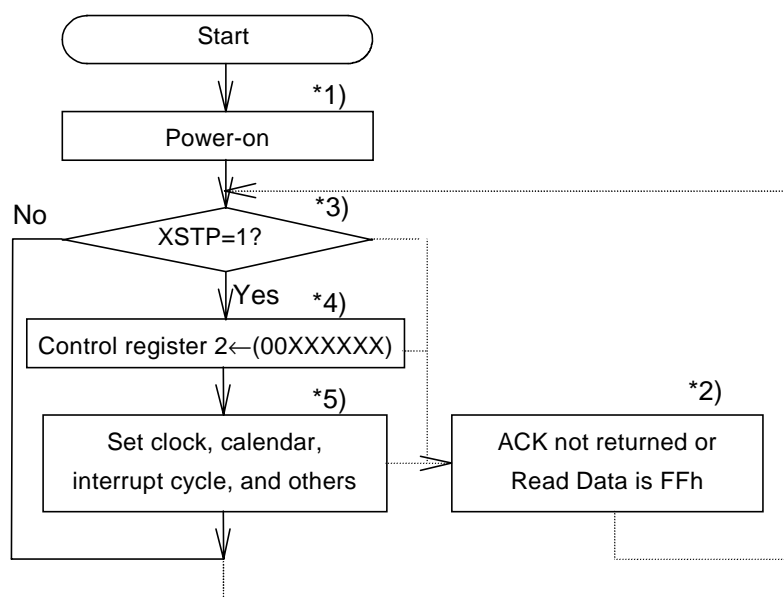 Start
*1)
Power-on
*3)
No
XSTP=1?
Yes
*4)
Control register 2←(00XXXXXX)
*5)
Set clock, calendar,
interrupt cycle, and others
*2)
ACK not returned or
Read Data is FFh